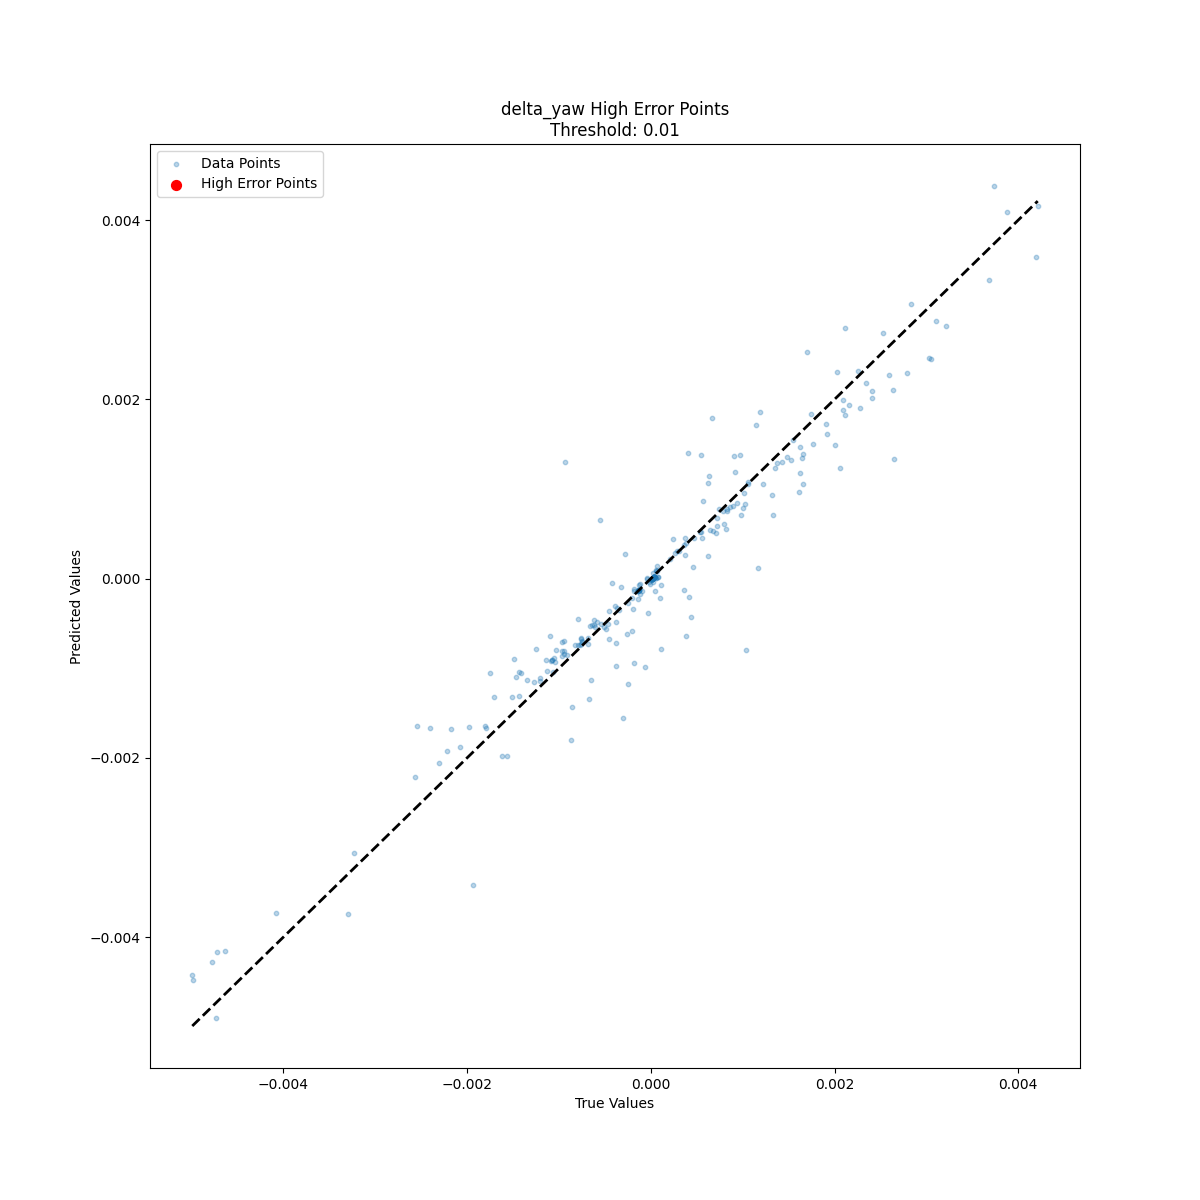 delta_yaw High Error Points
Threshold: 0.01
Data Points
High Error Points
0.004
0.002
0.000
−0.002
−0.004
Predicted Values
−0.004
−0.002
0.000
0.002
0.004
True Values